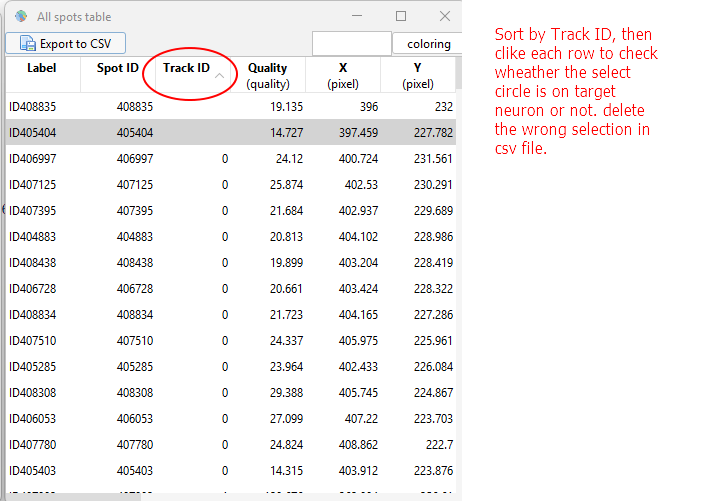 All spots table
Export to CSV
coloring
Label Spot ID Track ID Quality X Y
(quality) (pixel) (pixel)
ID408835 408835 19.135 396 232
ID405404 405404 14.727 397.459 227.782
ID406997 406997 0 24.12 400.724 231.561
ID407125 407125 0 25.874 402.53 230.291
ID407395 407395 0 21.684 402.937 229.689
ID404883 404883 0 20.813 404.102 228.986
ID408438 408438 0 19.899 403.204 228.419
ID406728 406728 0 20.661 403.424 228.322
ID408834 408834 0 21.723 404.165 227.286
ID407510 407510 0 24.337 405.975 225.961
ID405285 405285 0 23.964 402.433 226.084
ID408308 408308 0 29.388 405.745 224.867
ID406053 406053 0 27.099 407.22 223.703
ID407780 407780 0 24.824 408.862 222.7
ID405403 405403 0 14.315 403.912 223.876
Sort by Track ID, then
clike each row to check
wheather the select
circle is on target
neuron or not. delete
the wrong selection in
csv file.